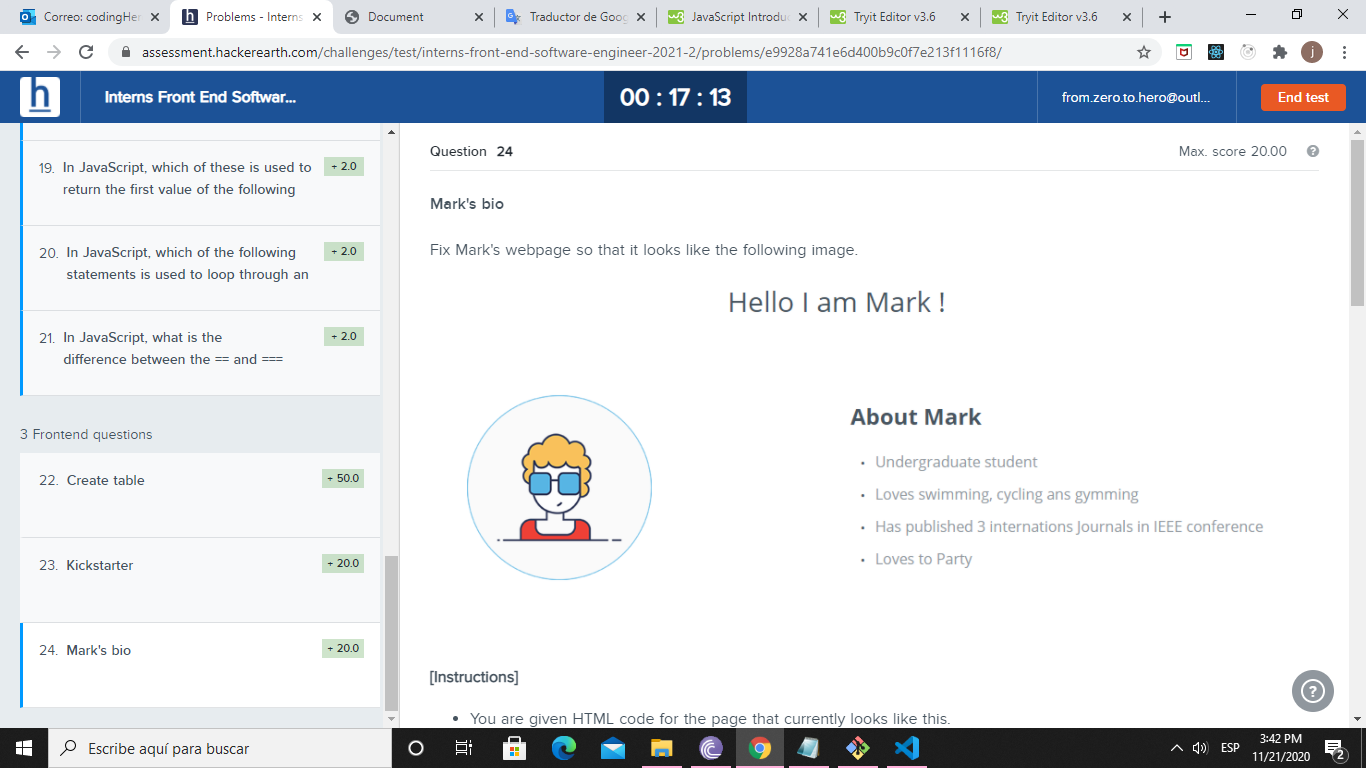 Correo: codingHer
Problems - Interns
Document
Traductor de Goog
JavaScript Introdu
Tryit Editor v3.6
Tryit Editor v3.6
assessment.hackerearth.com/challenges/test/interns-front-end-software-engineer-2021-2/problems/e9928a741e6d400b9c0f7e213f1116f8/
j
h
Interns Front End Softwar...
00 : 17 : 13
from.zero.to.hero@outl...
End test
19. In JavaScript, which of these is used to
return the first value of the following
+ 2.0
20. In JavaScript, which of the following
statements is used to loop through an
+ 2.0
21. In JavaScript, what is the
difference between the == and ===
+ 2.0
3 Frontend questions
22. Create table
+ 50.0
23. Kickstarter
+ 20.0
24. Mark's bio
+ 20.0
Question 24
Max. score 20.00
?
Mark's bio
Fix Mark's webpage so that it looks like the following image.
Hello I am Mark !
About Mark
• Undergraduate student
• Loves swimming, cycling ans gymming
• Has published 3 internations Journals in IEEE conference
• Loves to Party
[Instructions]
• You are given HTML code for the page that currently looks like this.
?
Escribe aquí para buscar
ESP
3:42 PM
11/21/2020
2